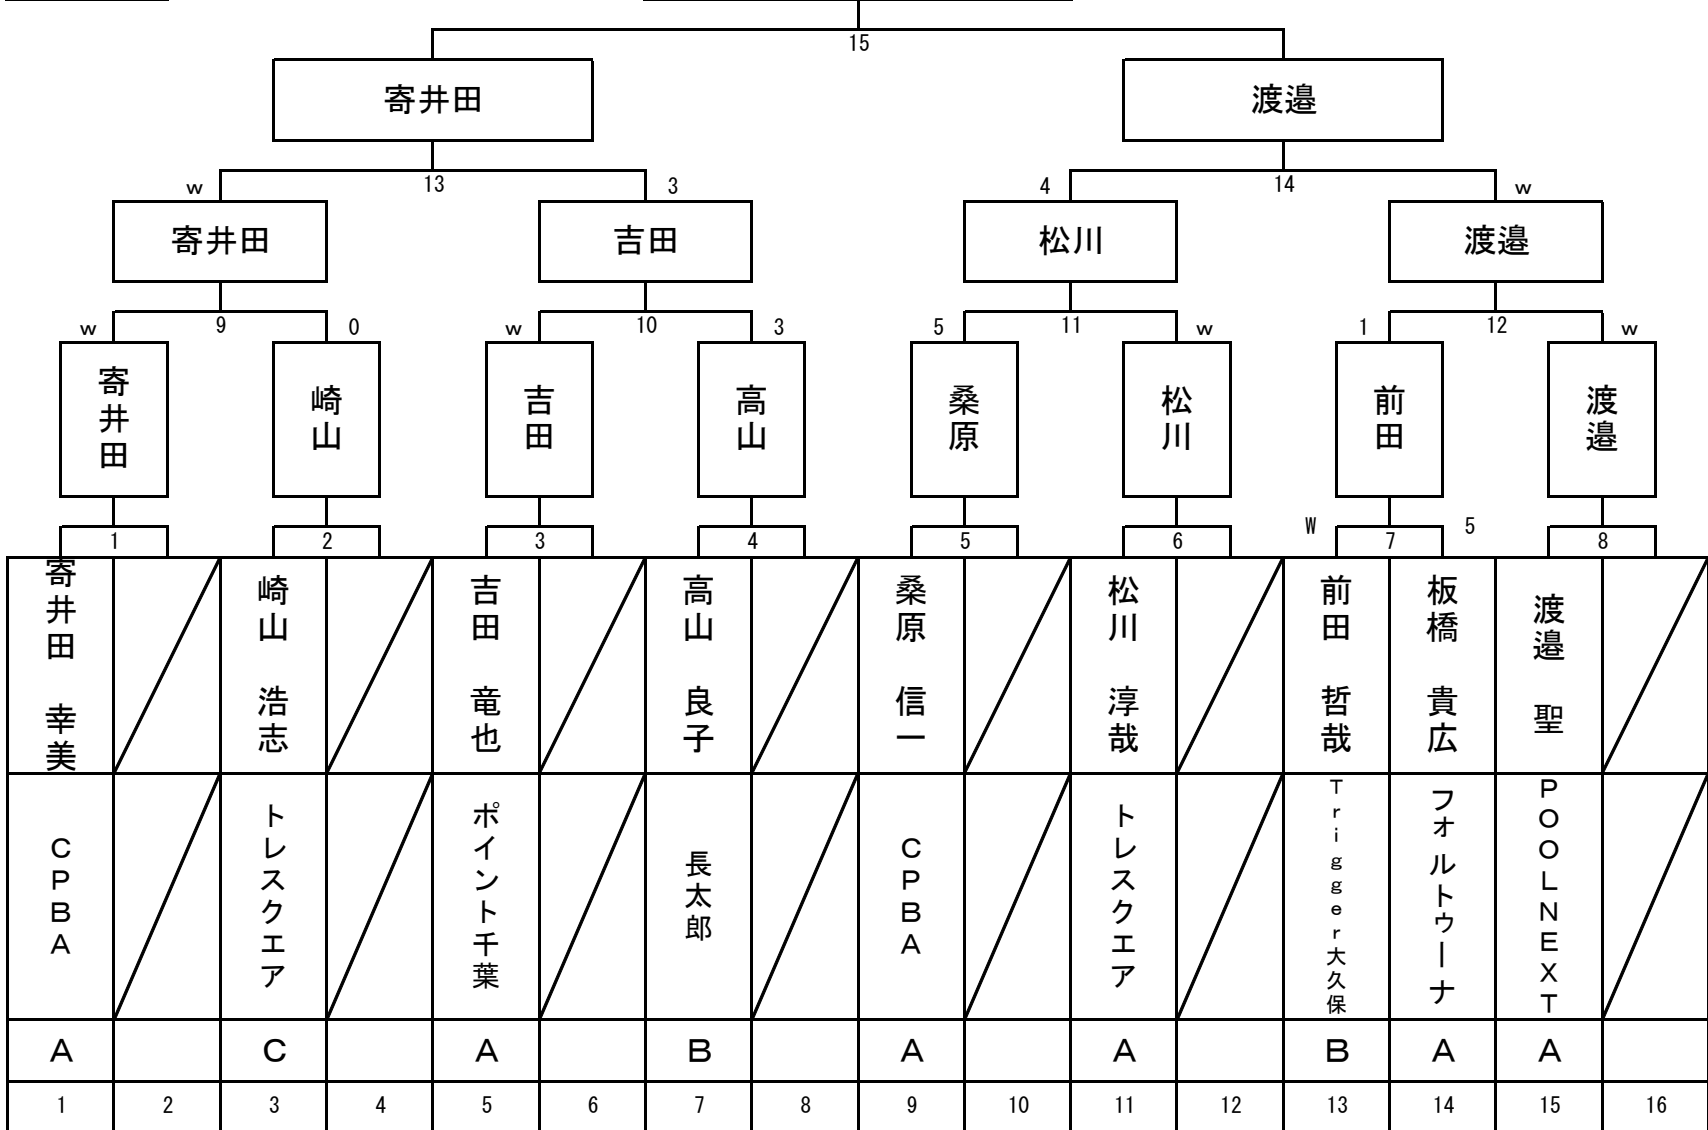 15
寄井田
渡邉
w
13
3
4
14
w
寄井田
吉田
松川
渡邉
w
9
0
w
10
3
5
11
w
1
12
w
寄井田
崎山
吉田
高山
桑原
松川
前田
渡邉
1
2
3
4
5
6
W
7
5
8
寄井田 幸美
崎山 浩志
吉田 竜也
高山 良子
桑原 信一
松川 淳哉
前田 哲哉
板橋 貴広
渡邉 聖
CPBA
トレスクエア
ポイント千葉
長太郎
CPBA
トレスクエア
Trigger大久保
フォルトゥーナ
POOLNEXT
A
C
A
B
A
A
B
A
A
1
2
3
4
5
6
7
8
9
10
11
12
13
14
15
16